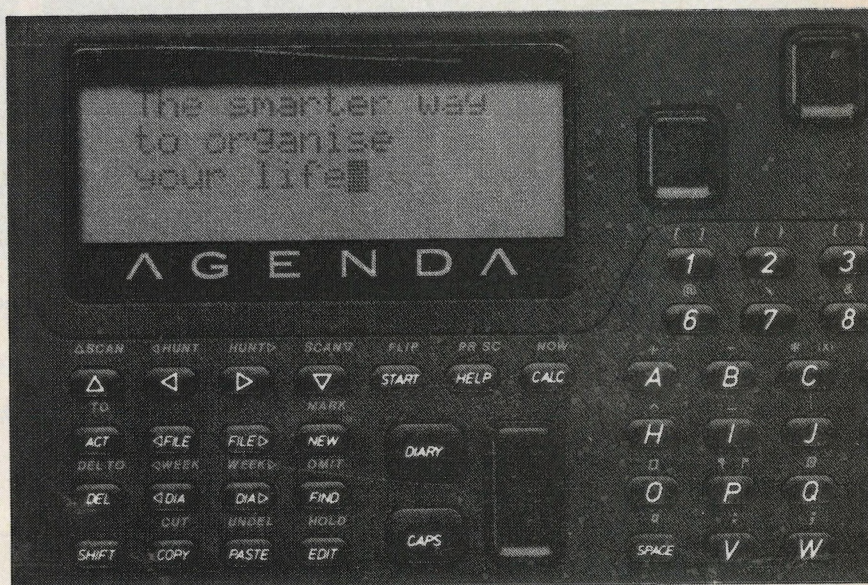 The smarter way
to organise
your life
AGENDA
1 2 3
@ \ &
6 7 8
△SCAN ◁HUNT HUNT▷ SCAN▽ FLIP PR SC NOW
△ ◁ ▷ ▽ START HELP CALC
+ -
A B C
TO MARK
ACT ◁FILE FILE▷ NEW DIARY
H I J
DEL TO ◁WEEK WEEK▷ OMIT
DEL ◁DIA DIA▷ FIND
O P Q
CUT UNDEL HOLD
SHIFT COPY PASTE EDIT CAPS
SPACE V W